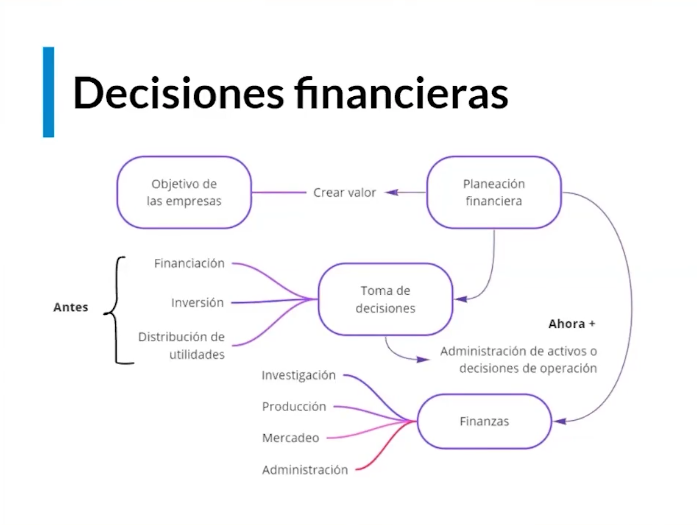 Decisiones financieras
Objetivo de
las empresas
Crear valor
Planeación
financiera
Antes
Financiación
Inversión
Distribución de
utilidades
Toma de
decisiones
Ahora +
Administración de activos o
decisiones de operación
Investigación
Producción
Mercadeo
Administración
Finanzas